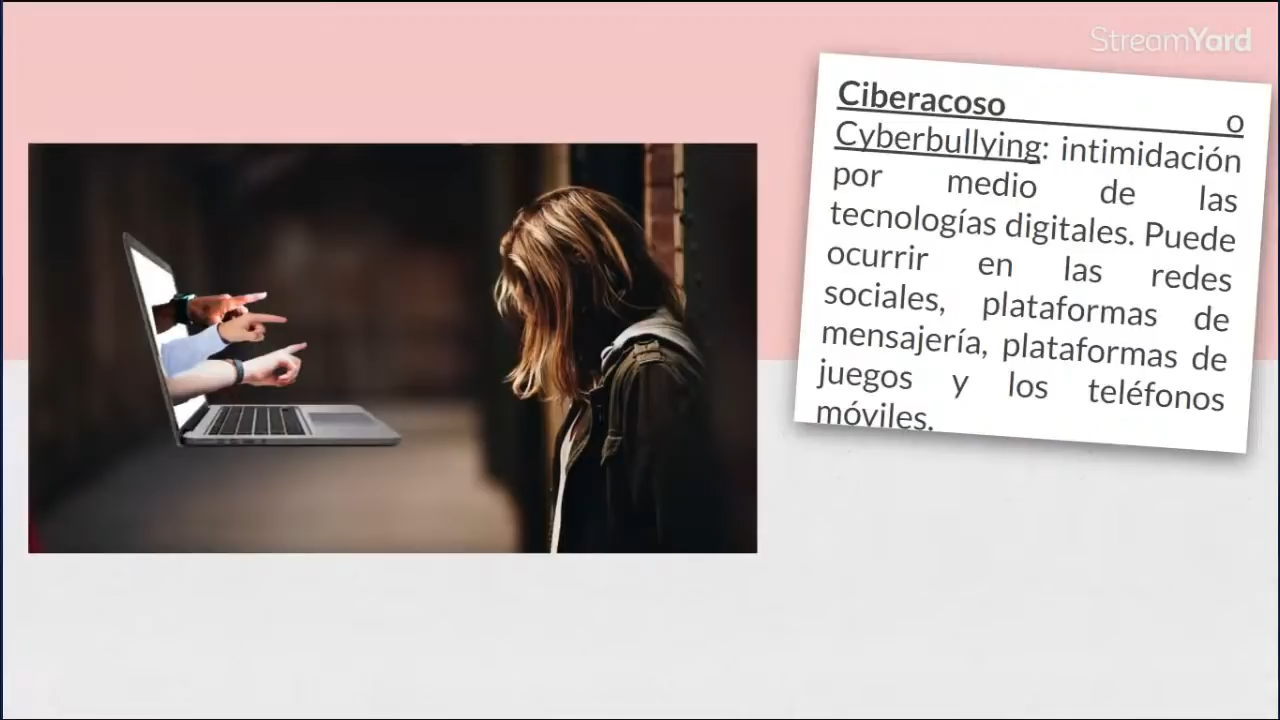 StreamYard
Ciberacoso o
Cyberbullying: intimidación
por medio de las
tecnologías digitales. Puede
ocurrir en las redes
sociales, plataformas de
mensajería, plataformas de
juegos y los teléfonos
móviles.